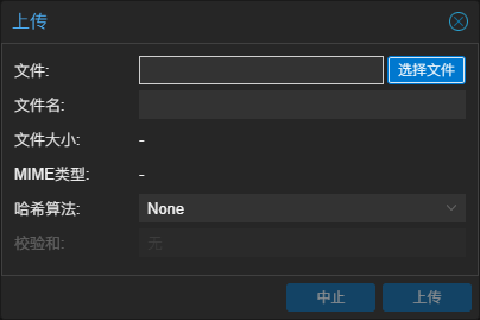 上传
文件: 选择文件
文件名:
文件大小: -
MIME类型: -
哈希算法: None
校验和: 无
中止 上传